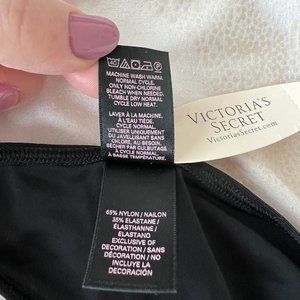 MACHINE WASH WARM,
NORMAL CYCLE.
ONLY NON-CHLORINE
BLEACH WHEN NEEDED.
TUMBLE DRY NORMAL
CYCLE LOW HEAT.
LAVER À LA MACHINE.
À L'EAU TIÈDE.
CYCLE NORMAL.
UTILISER UNIQUEMENT
DU JAVELLISANT SANS
CHLORE, AU BESOIN.
SÉCHER PAR CULBUTAGE
À CYCLE NORMAL
À BASSE TEMPÉRATURE.
VICTORIA'S
SECRET
VictoriasSecret.com
65% NYLON / NAILON
35% ELASTANE /
ÉLASTHANNE /
ELASTANO
EXCLUSIVE OF
DECORATION / SANS
DÉCORATION / NO
INCLUYE LA
DECORACIÓN